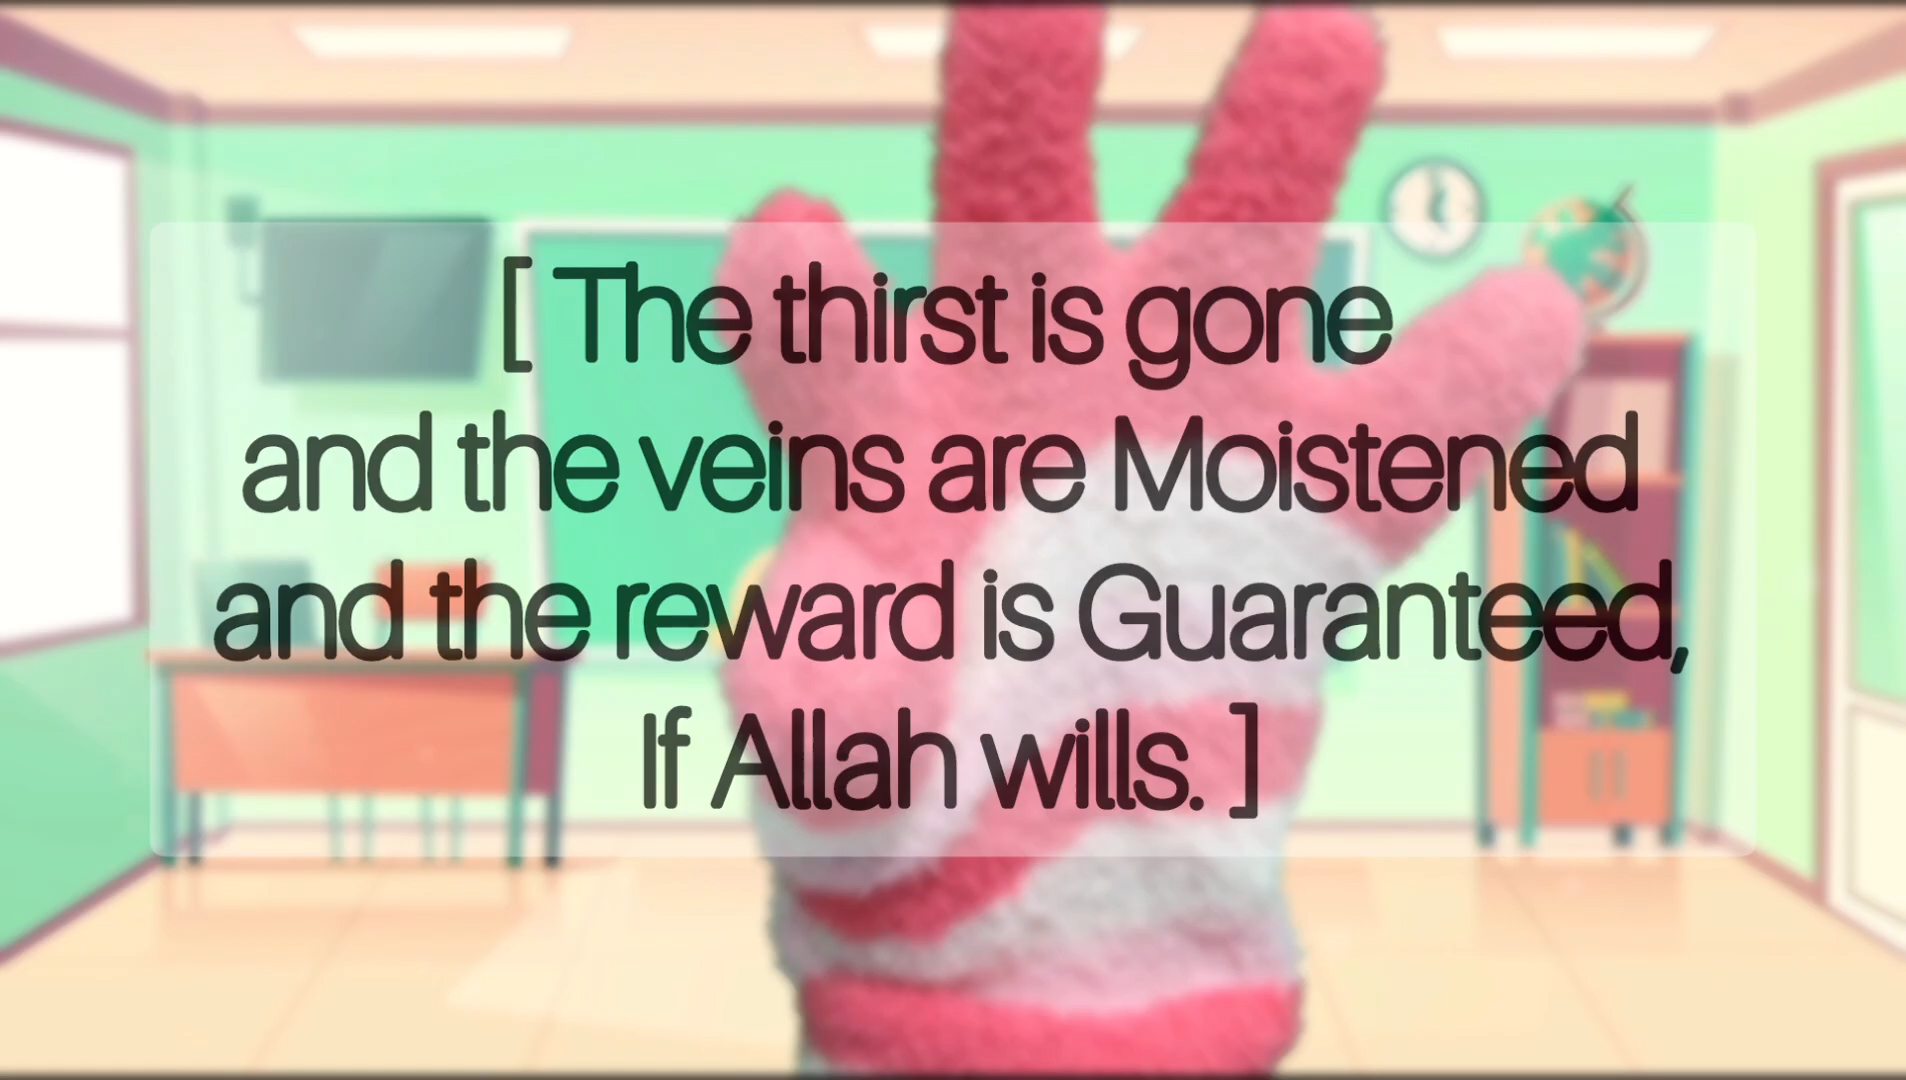 [ The thirst is gone
and the veins are Moistened
and the reward is Guaranteed,
If Allah wills. ]